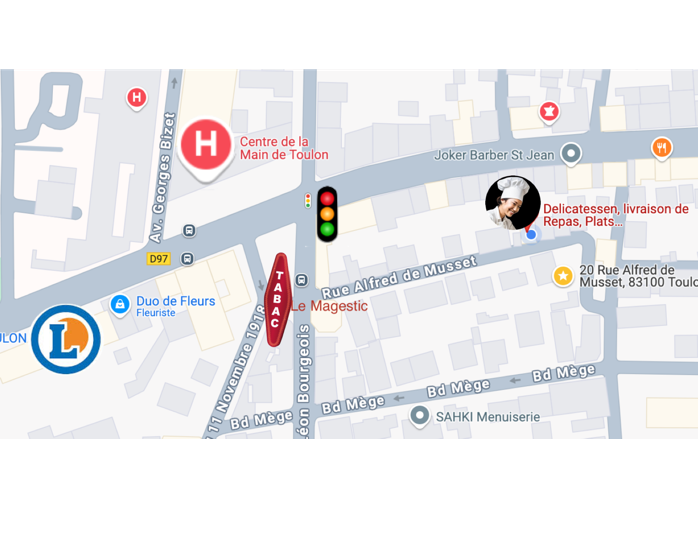 H
H
Centre de la
Main de Toulon
Av. Georges Bizet
Joker Barber St Jean
Delicatessen, livraison de
Repas, Plats...
D97
TABAC
Rue Alfred de Musset
20 Rue Alfred de
Musset, 83100 Toulo
Duo de Fleurs
Fleuriste
Le Magestic
ULON
L
11 Novembre 1918
Léon Bourgeois
Bd Mège
Bd Mège
Bd Mège
Bd Mège
SAHKI Menuiserie